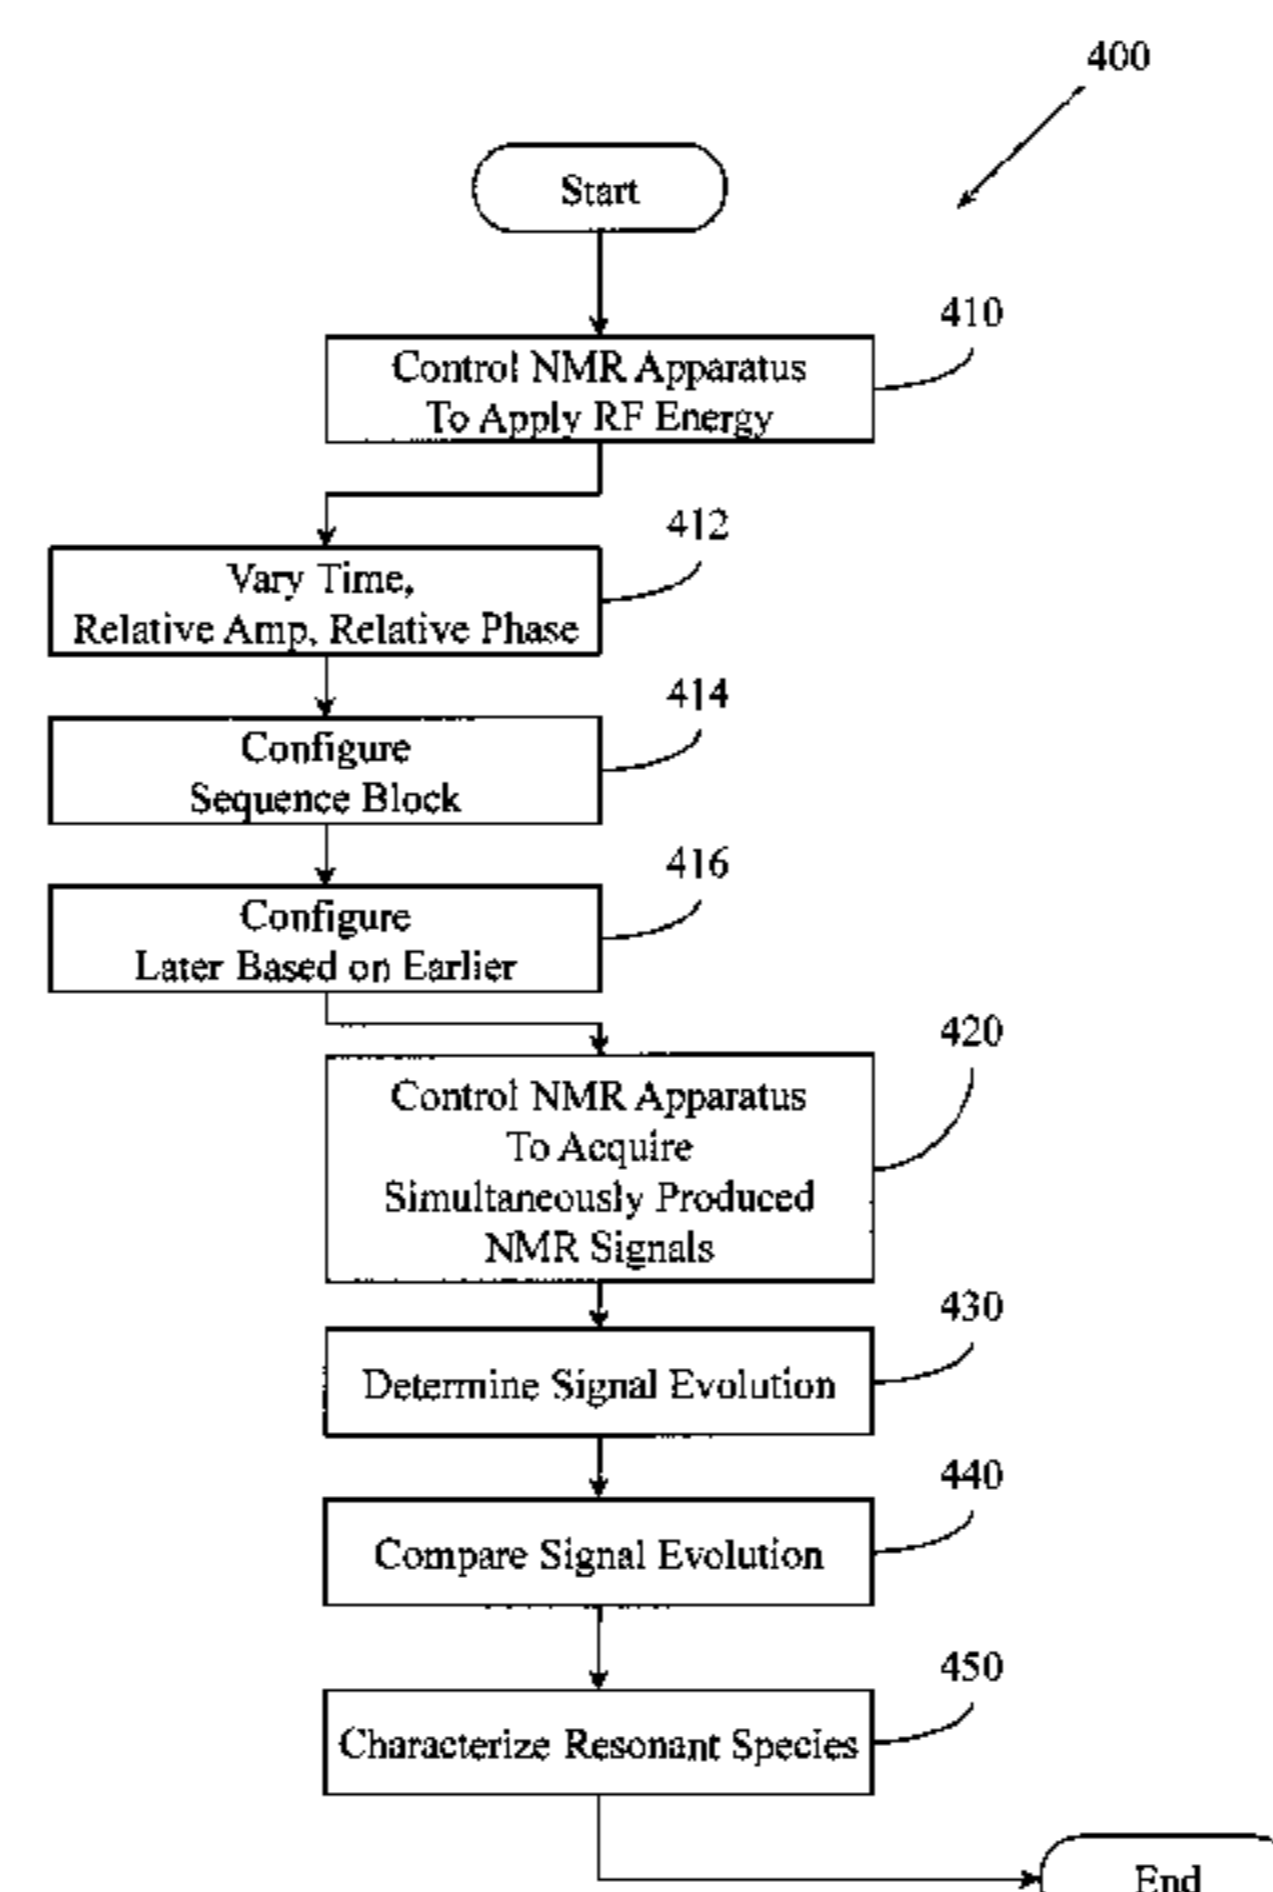 400
Start
410
Control NMR Apparatus
To Apply RF Energy
412
Vary Time,
Relative Amp, Relative Phase
414
Configure
Sequence Block
416
Configure
Later Based on Earlier
420
Control NMR Apparatus
To Acquire
Simultaneously Produced
NMR Signals
430
Determine Signal Evolution
440
Compare Signal Evolution
450
Characterize Resonant Species
End